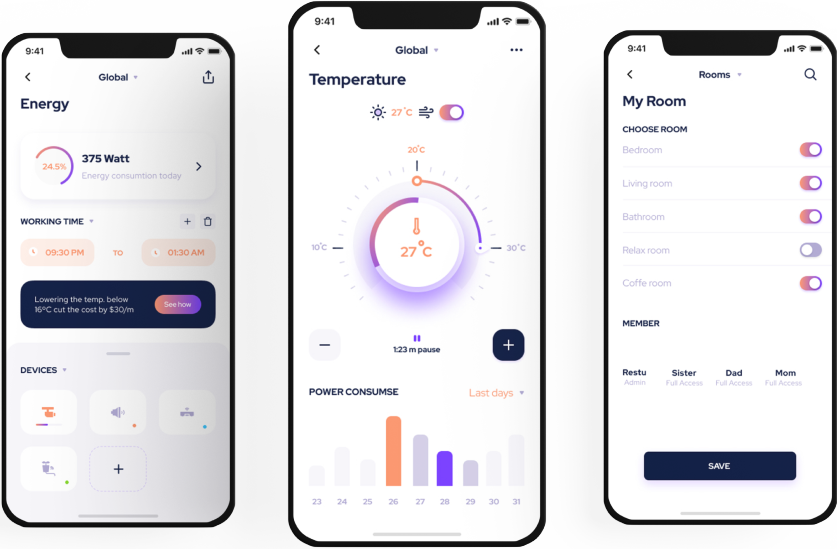 9:41
Global
Energy
24.5%
375 Watt
Energy consumtion today
WORKING TIME
+
09:30 PM
TO
01:30 AM
Lowering the temp. below
16°C cut the cost by $30/m
See how
DEVICES
+
9:41
Global
Temperature
27°C
20°C
10°C
30°C
27°C
1:23 m pause
POWER CONSUMSE
Last days
23 24 25 26 27 28 29 30 31
9:41
Rooms
My Room
CHOOSE ROOM
Bedroom
Living room
Bathroom
Relax room
Coffe room
MEMBER
Restu Sister Dad Mom
Admin Full Access Full Access Full Access
SAVE